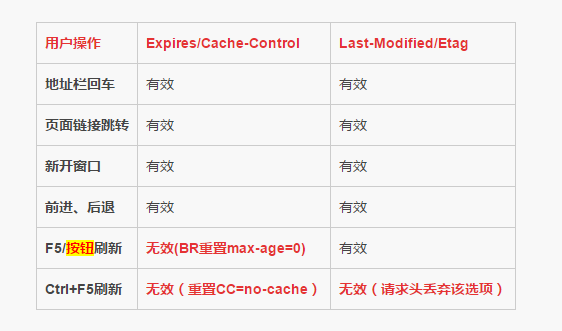 用户操作 Expires/Cache-Control Last-Modified/Etag
地址栏回车 有效 有效
页面链接跳转 有效 有效
新开窗口 有效 有效
前进、后退 有效 有效
F5/按钮刷新 无效(BR重置max-age=0) 有效
Ctrl+F5刷新 无效（重置CC=no-cache） 无效（请求头丢弃该选项）